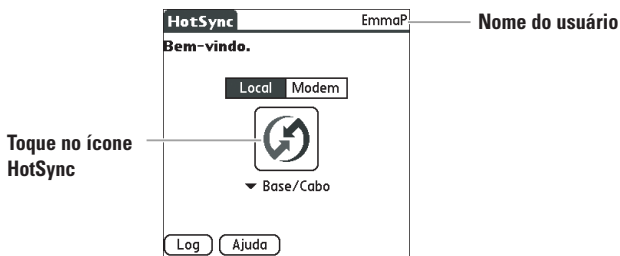 HotSync EmmaP
Nome do usuário
Bem-vindo.
Local Modem
Toque no ícone
HotSync
Base/Cabo
Log Ajuda